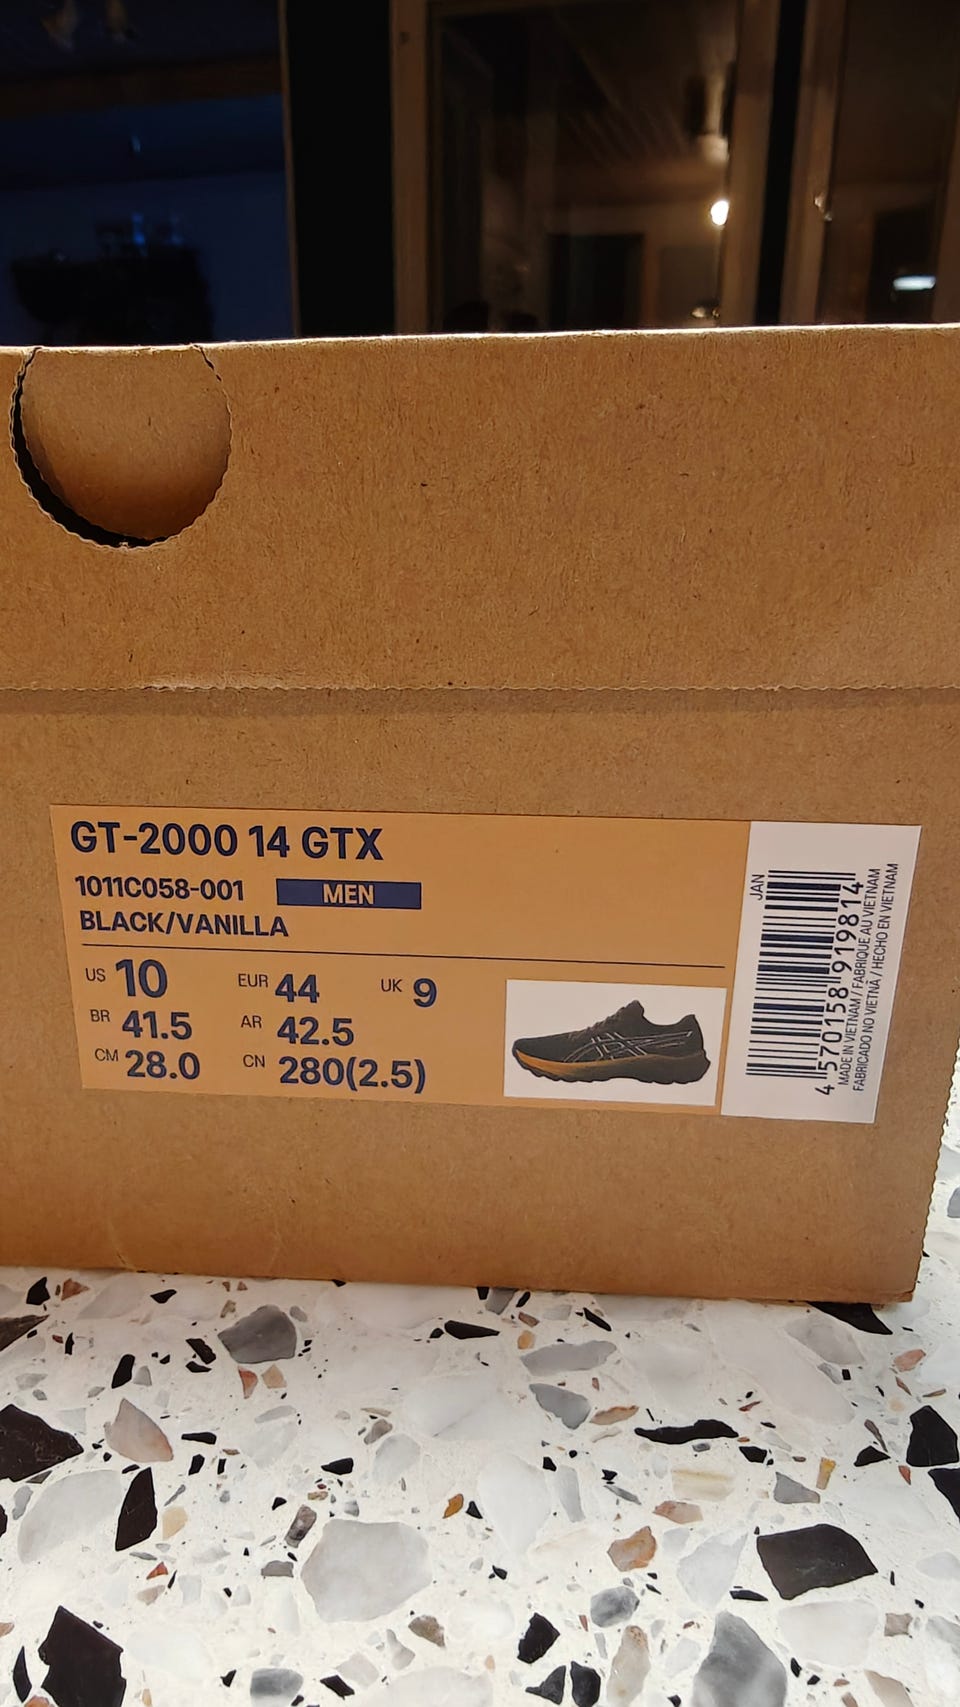 GT-2000 14 GTX
1011C058-001 MEN
BLACK/VANILLA
US 10 EUR 44 UK 9
BR 41.5 AR 42.5
CM 28.0 CN 280(2.5)
JAN
4 570158 919814
MADE IN VIETNAM / FABRIQUE AU VIETNAM
FABRICADO NO VIETNÃ / HECHO EN VIETNAM